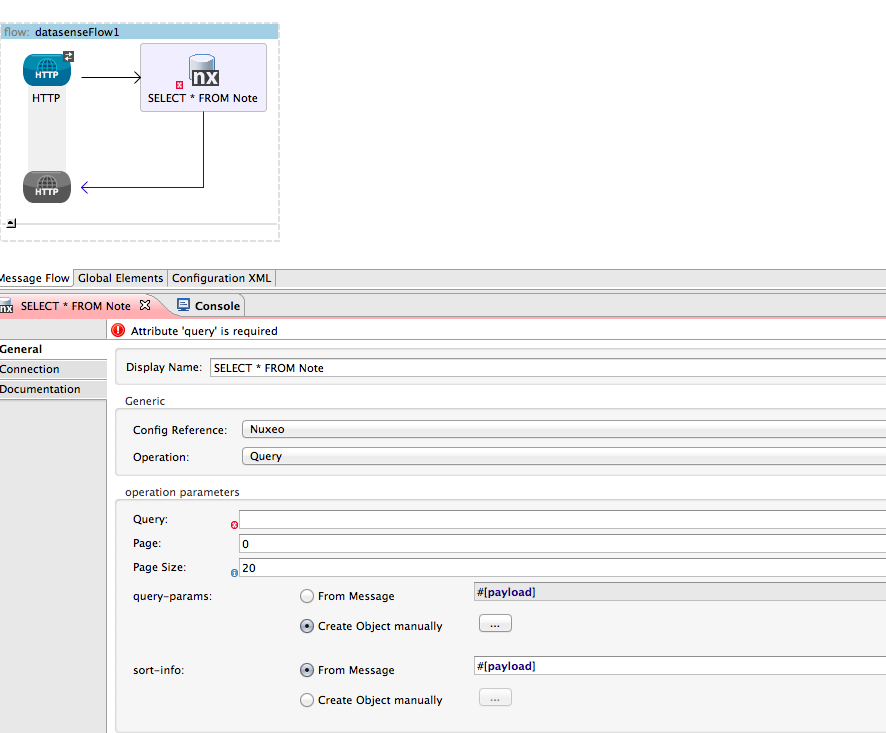 flow: datasenseFlow1
HTTP
nx
HTTP
SELECT * FROM Note
HTTP
Message Flow Global Elements Configuration XML
nx SELECT * FROM Note Console
Attribute 'query' is required
General
Connection
Documentation
Display Name: SELECT * FROM Note
Generic
Config Reference: Nuxeo
Operation: Query
operation parameters
Query:
Page: 0
Page Size: 20
query-params: From Message #[payload]
Create Object manually ...
sort-info: From Message #[payload]
Create Object manually ...